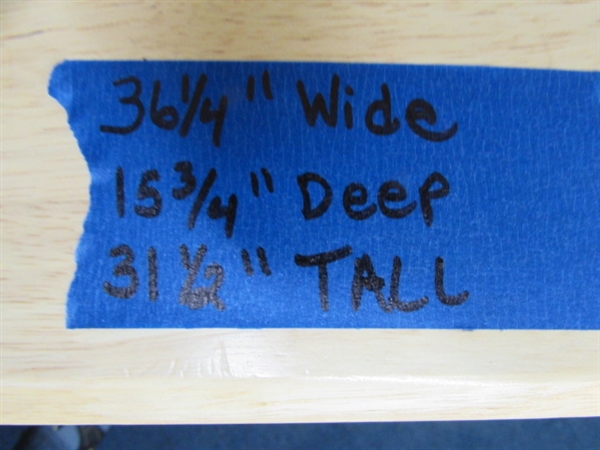 36 1/4" Wide
15 3/4" Deep
31 1/2" TALL